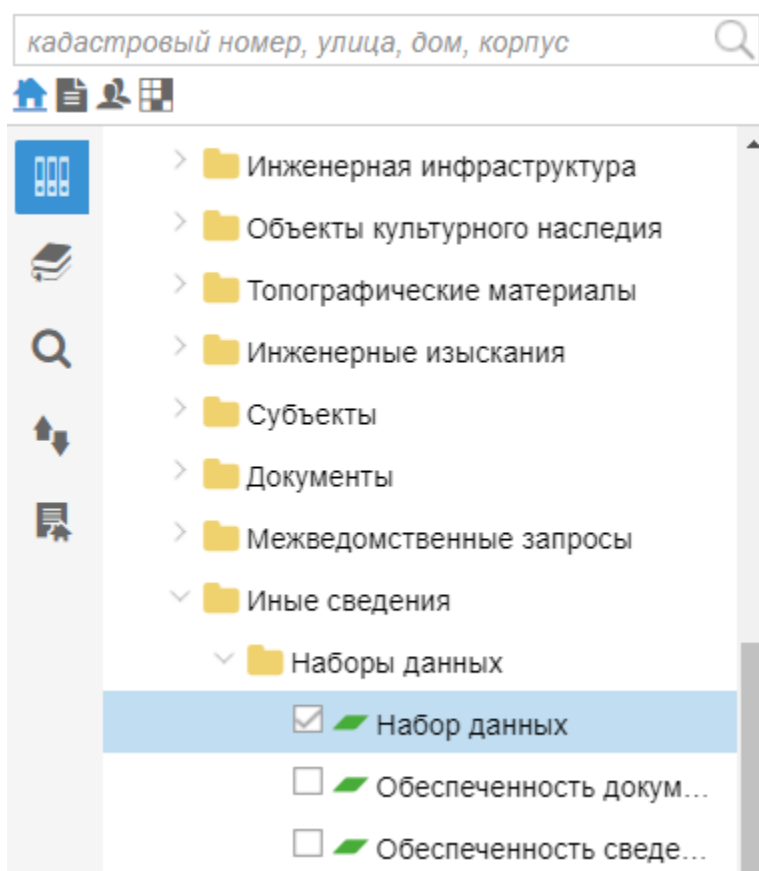 кадастровый номер, улица, дом, корпус
Инженерная инфраструктура
Объекты культурного наследия
Топографические материалы
Инженерные изыскания
Субъекты
Документы
Межведомственные запросы
Иные сведения
Наборы данных
Набор данных
Обеспеченность докум...
Обеспеченность сведе...